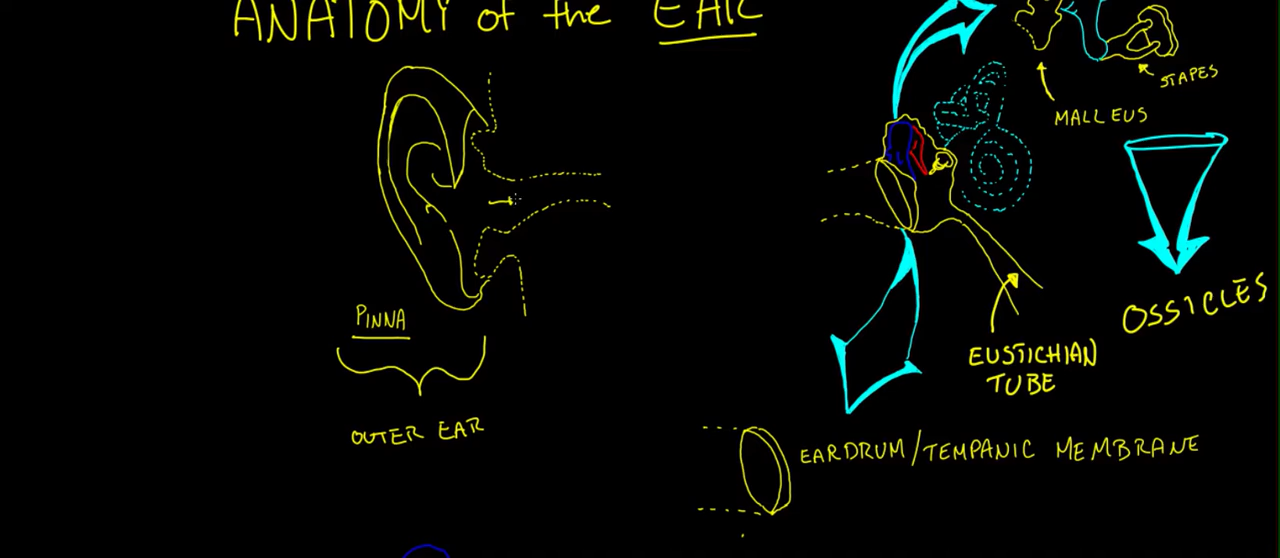 ANATOMY of the EAR
STAPES
MALLEUS
OSSICLES
PINNA
EUSTICHIAN
TUBE
OUTER EAR
EARDRUM/TEMPANIC MEMBRANE